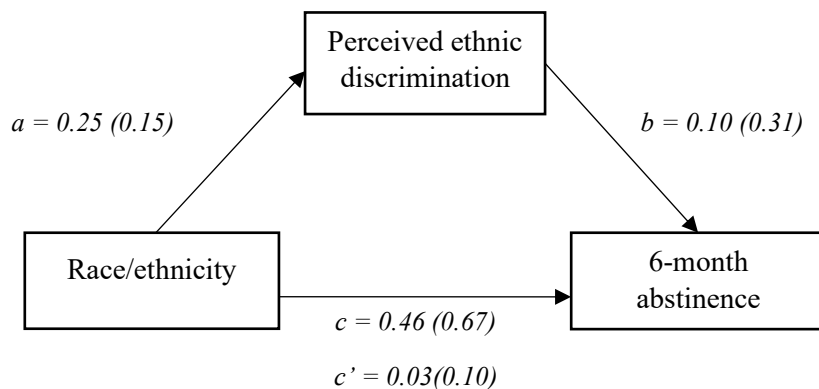 Perceived ethnic
discrimination
a = 0.25 (0.15)
b = 0.10 (0.31)
Race/ethnicity
6-month
abstinence
c = 0.46 (0.67)
c’ = 0.03(0.10)